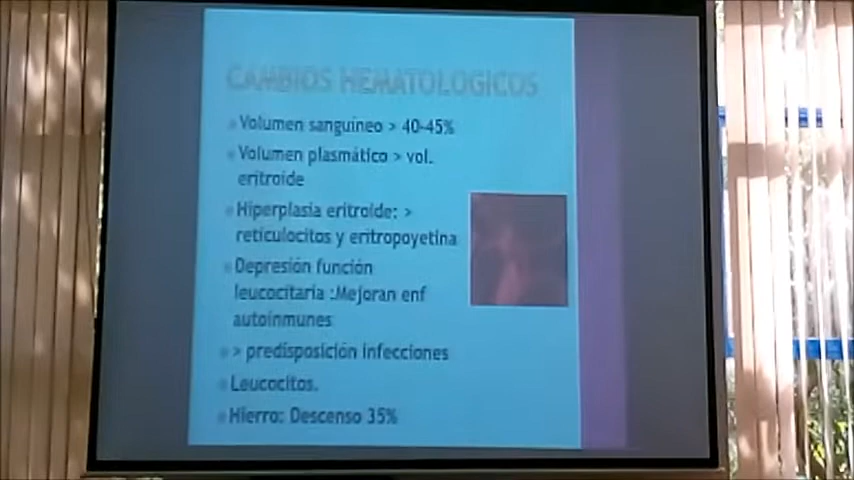 CAMBIOS HEMATOLOGICOS
Volumen sanguíneo > 40-45%
Volumen plasmático > vol.
eritroide
Hiperplasia eritroide: >
reticulocitos y eritropoyetina
Depresión función
leucocitaria :Mejoran enf
autoinmunes
> predisposición infecciones
Leucocitos.
Hierro: Descenso 35%